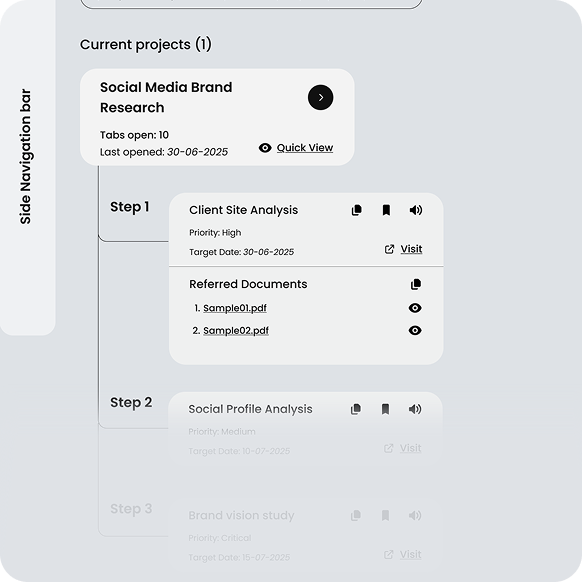 Side Navigation bar
Current projects (1)
Social Media Brand
Research
Tabs open: 10
Last opened: 30-06-2025
Quick View
Step 1
Client Site Analysis
Priority: High
Target Date: 30-06-2025
Visit
Referred Documents
1. Sample01.pdf
2. Sample02.pdf
Step 2
Social Profile Analysis
Priority: Medium
Target Date: 10-07-2025
Visit
Step 3
Brand vision study
Priority: Critical
Target Date: 15-07-2025
Visit